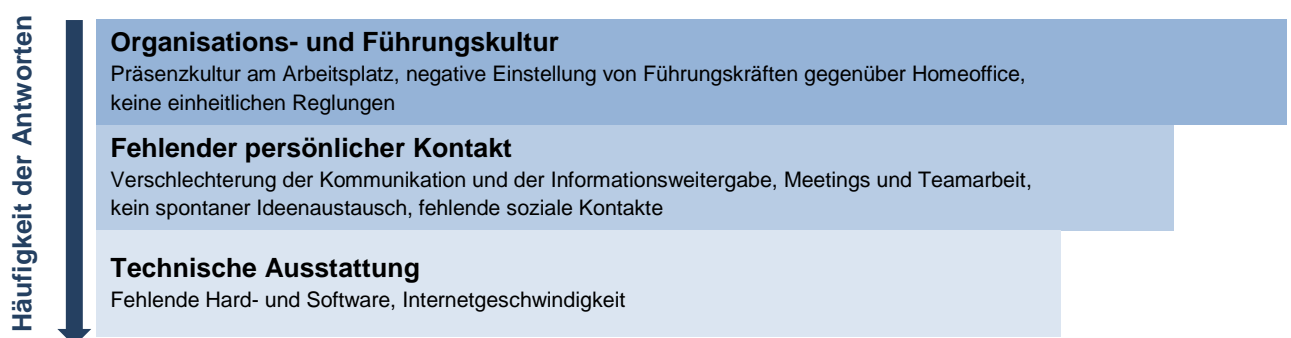 Häufigkeit der Antworten
Organisations- und Führungskultur
Präsenzkultur am Arbeitsplatz, negative Einstellung von Führungskräften gegenüber Homeoffice,
keine einheitlichen Reglungen
Fehlender persönlicher Kontakt
Verschlechterung der Kommunikation und der Informationsweitergabe, Meetings und Teamarbeit,
kein spontaner Ideenaustausch, fehlende soziale Kontakte
Technische Ausstattung
Fehlende Hard- und Software, Internetgeschwindigkeit